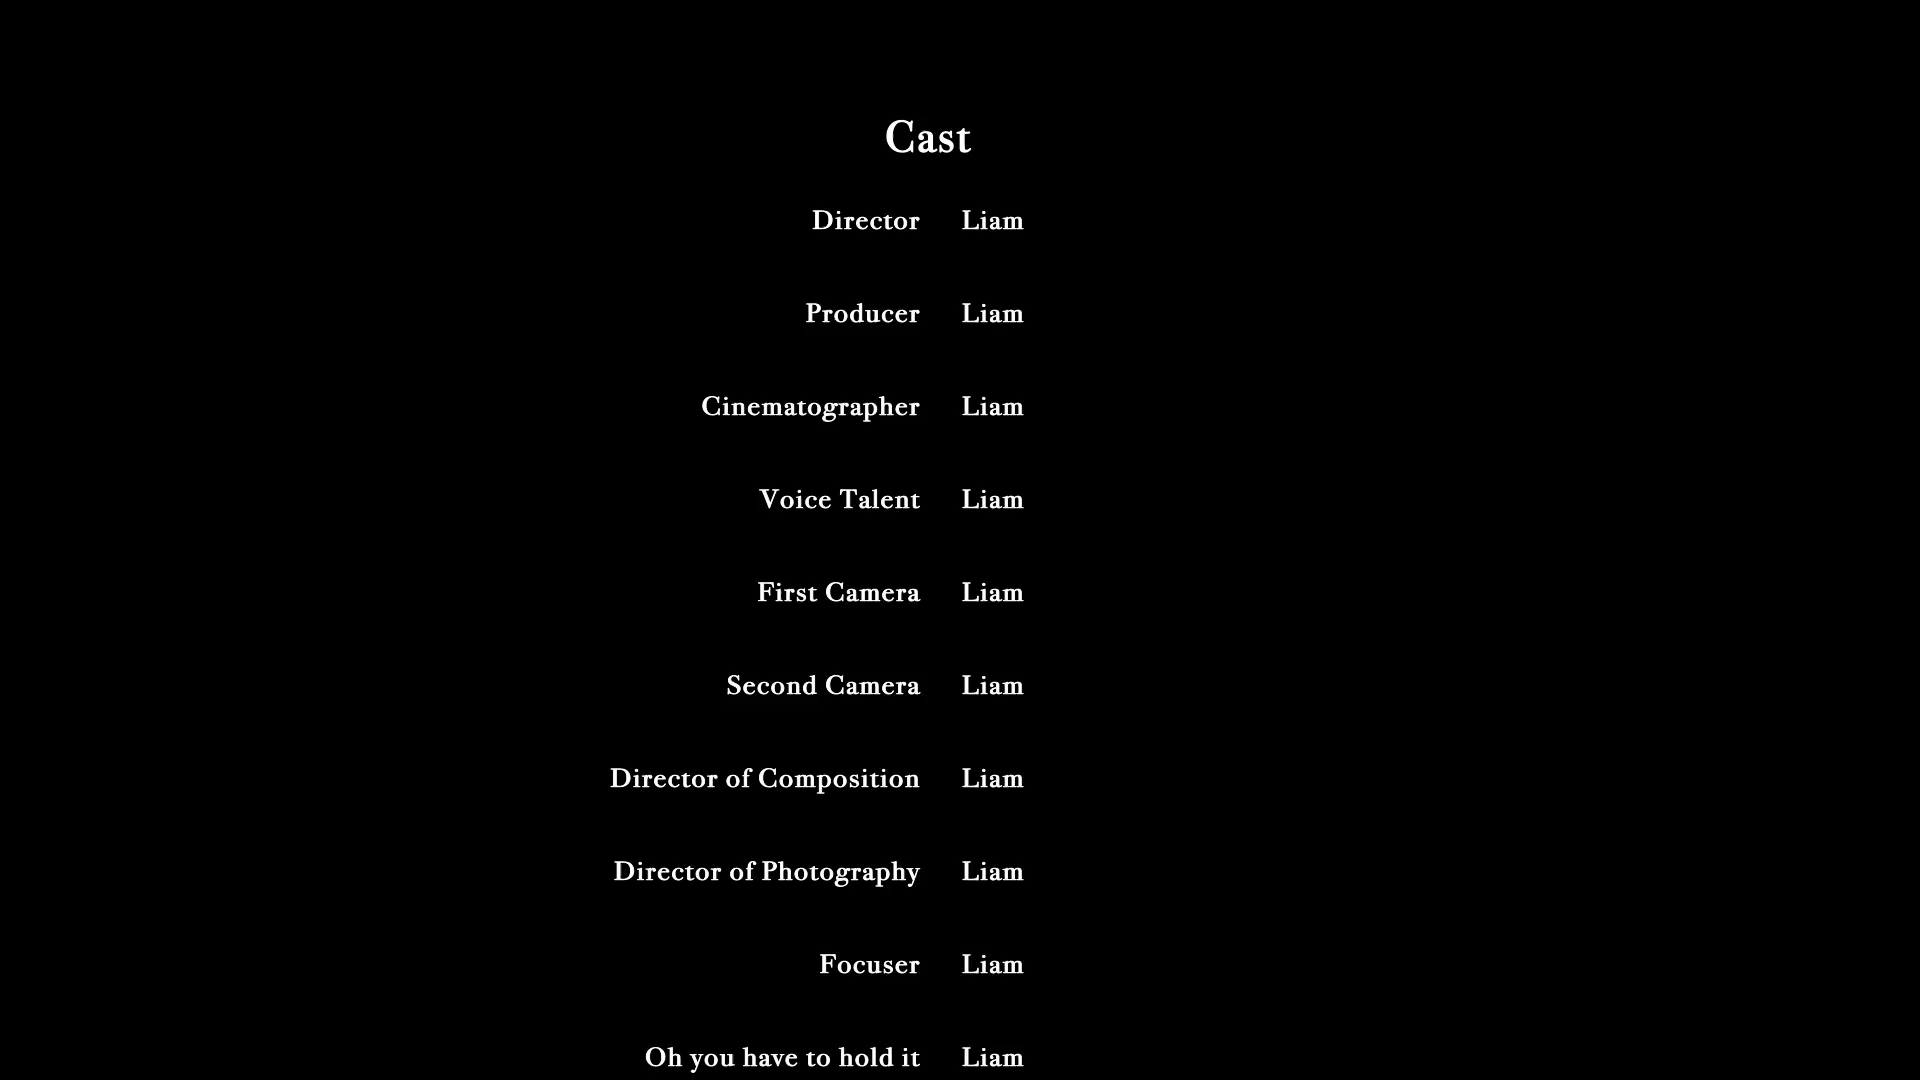 Cast
Director Liam
Producer Liam
Cinematographer Liam
Voice Talent Liam
First Camera Liam
Second Camera Liam
Director of Composition Liam
Director of Photography Liam
Focuser Liam
Oh you have to hold it Liam